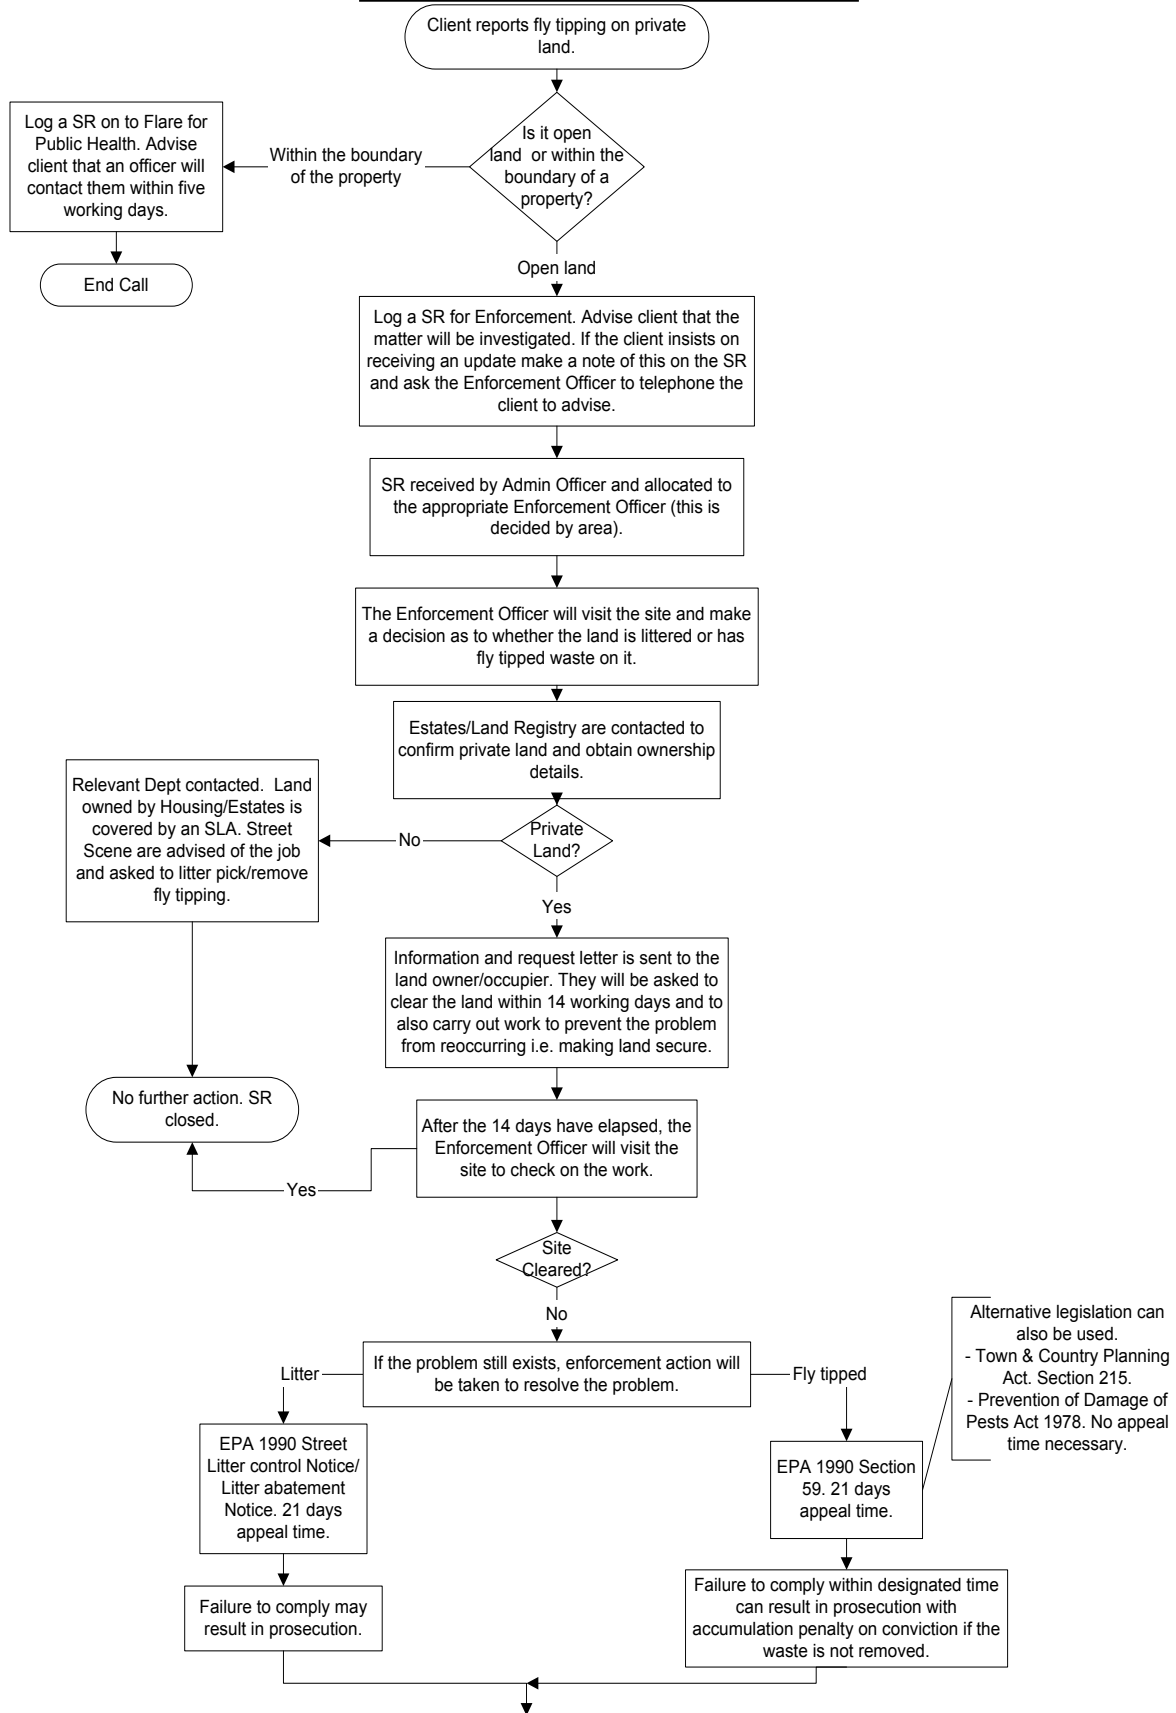 Client reports fly tipping on private
land.
Is it open
land  or within the
boundary of a
property?
Within the boundary
of the property
Log a SR on to Flare for
Public Health. Advise
client that an officer will
contact them within five
working days.
End Call
Open land
Log a SR for Enforcement. Advise client that the
matter will be investigated. If the client insists on
receiving an update make a note of this on the SR
and ask the Enforcement Officer to telephone the
client to advise.
SR received by Admin Officer and allocated to
the appropriate Enforcement Officer (this is
decided by area).
The Enforcement Officer will visit the site and make
a decision as to whether the land is littered or has
fly tipped waste on it.
Estates/Land Registry are contacted to
confirm private land and obtain ownership
details.
Private
Land?
No
Relevant Dept contacted.  Land
owned by Housing/Estates is
covered by an SLA. Street
Scene are advised of the job
and asked to litter pick/remove
fly tipping.
Yes
Information and request letter is sent to the
land owner/occupier. They will be asked to
clear the land within 14 working days and to
also carry out work to prevent the problem
from reoccurring i.e. making land secure.
No further action. SR
closed.
After the 14 days have elapsed, the
Enforcement Officer will visit the
site to check on the work.
Yes
Site
Cleared?
No
If the problem still exists, enforcement action will
be taken to resolve the problem.
Litter
Fly tipped
Alternative legislation can
also be used.
- Town & Country Planning
Act. Section 215.
- Prevention of Damage of
Pests Act 1978. No appeal
time necessary.
EPA 1990 Street
Litter control Notice/
Litter abatement
Notice. 21 days
appeal time.
EPA 1990 Section
59. 21 days
appeal time.
Failure to comply may
result in prosecution.
Failure to comply within designated time
can result in prosecution with
accumulation penalty on conviction if the
waste is not removed.